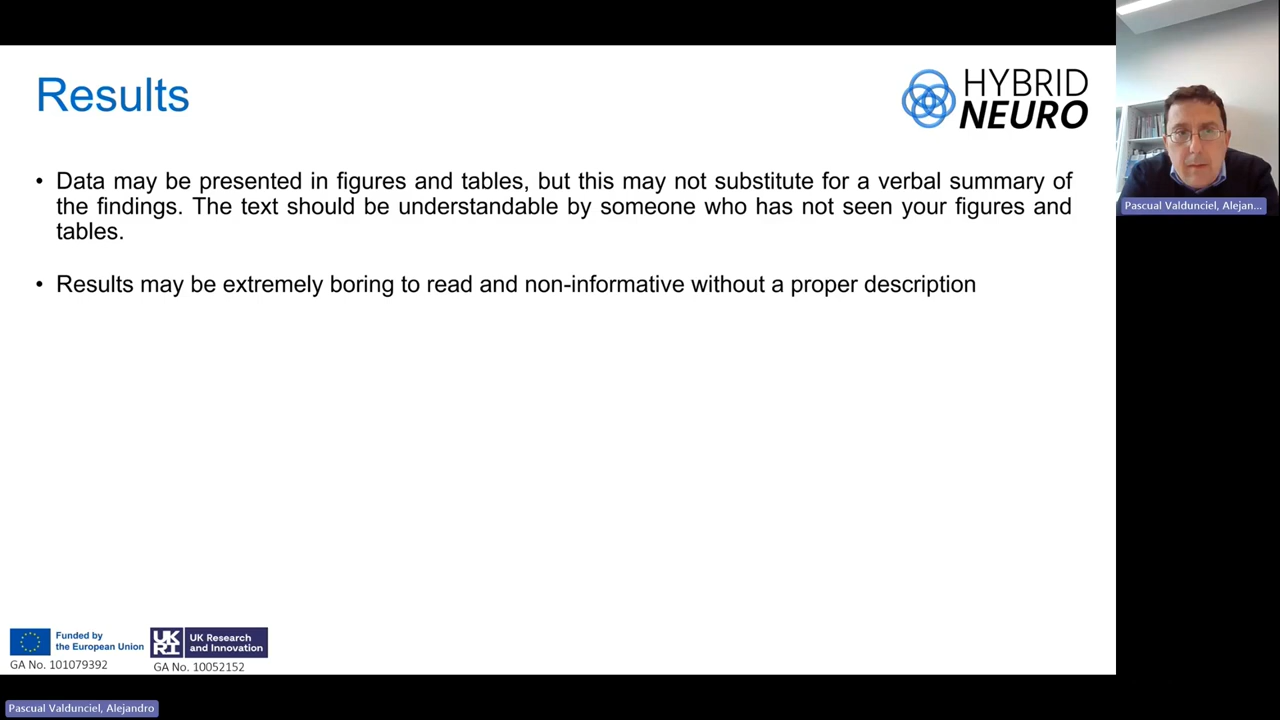 Results
HYBRID
NEURO
• Data may be presented in figures and tables, but this may not substitute for a verbal summary of
the findings. The text should be understandable by someone who has not seen your figures and
tables.
• Results may be extremely boring to read and non-informative without a proper description
Pascual Valdunciel, Alejan...
Funded by
the European Union
GA No. 101079392
UK
RI
UK Research
and Innovation
GA No. 10052152
Pascual Valdunciel, Alejandro